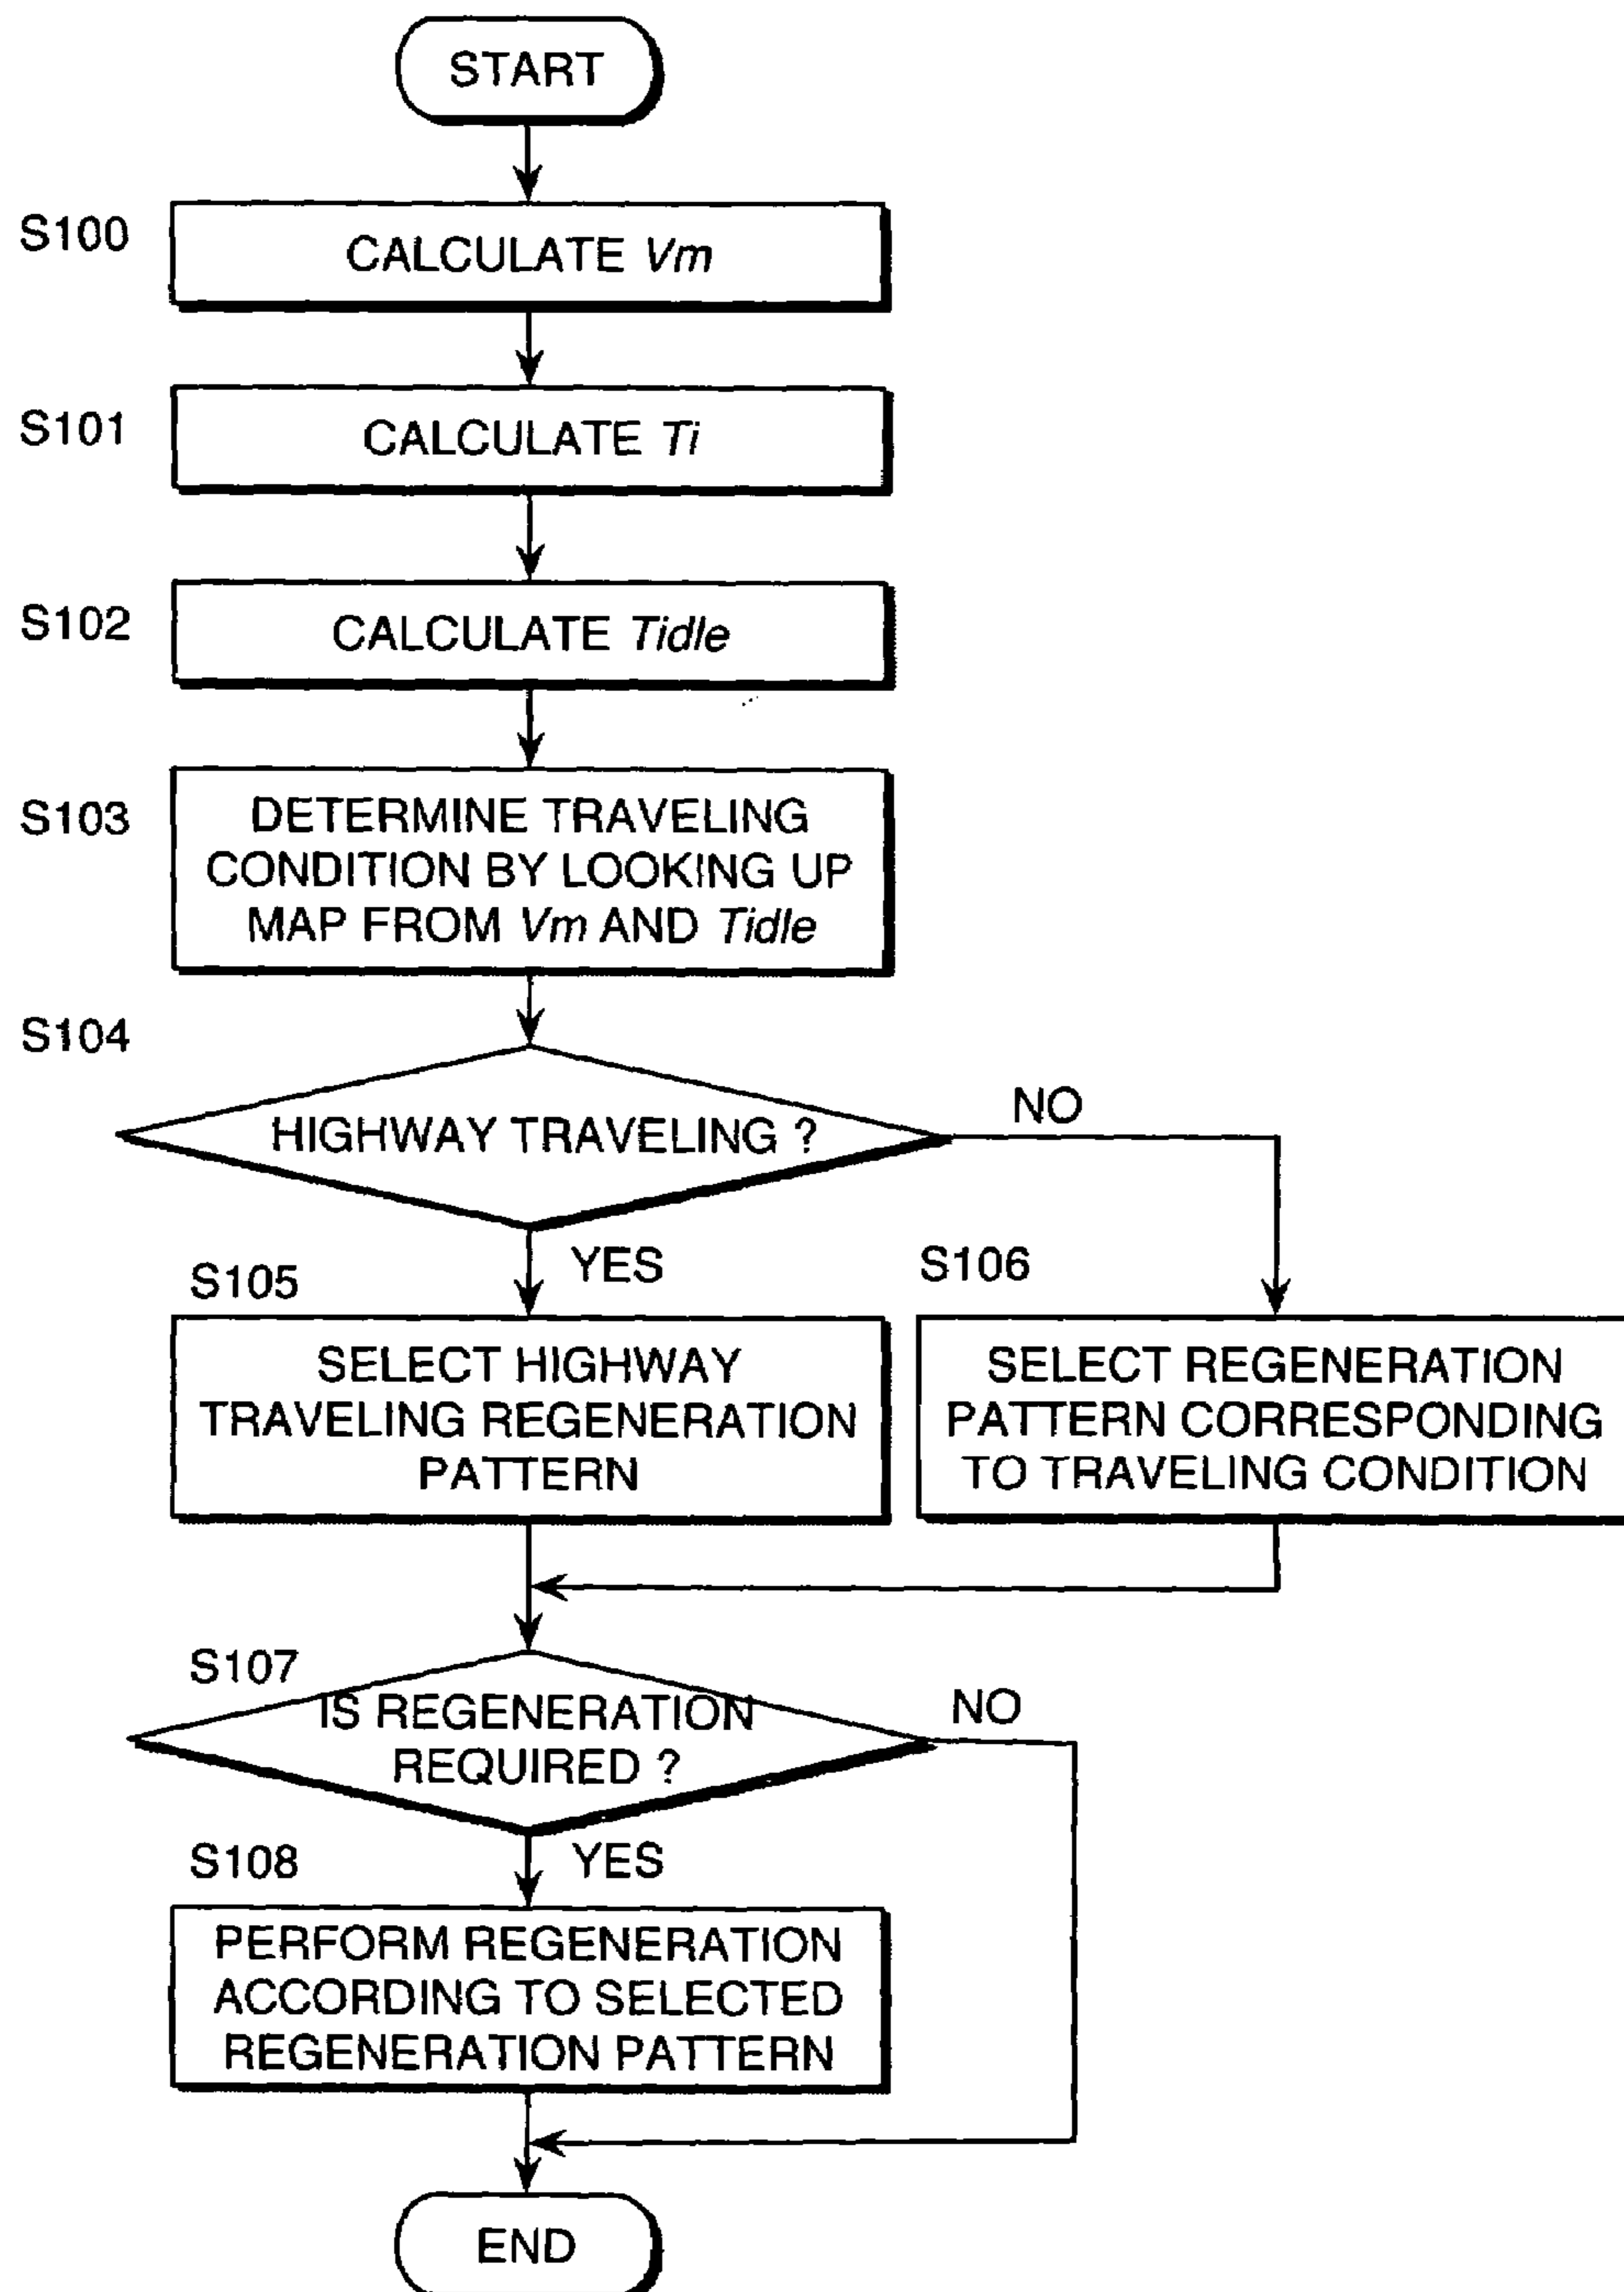 START
S100
CALCULATE Vm
S101
CALCULATE Ti
S102
CALCULATE Tidle
S103
DETERMINE TRAVELING
CONDITION BY LOOKING UP
MAP FROM Vm AND Tidle
S104
HIGHWAY TRAVELING ?
NO
YES
S105
SELECT HIGHWAY
TRAVELING REGENERATION
PATTERN
S106
SELECT REGENERATION
PATTERN CORRESPONDING
TO TRAVELING CONDITION
S107
IS REGENERATION
REQUIRED ?
NO
YES
S108
PERFORM REGENERATION
ACCORDING TO SELECTED
REGENERATION PATTERN
END